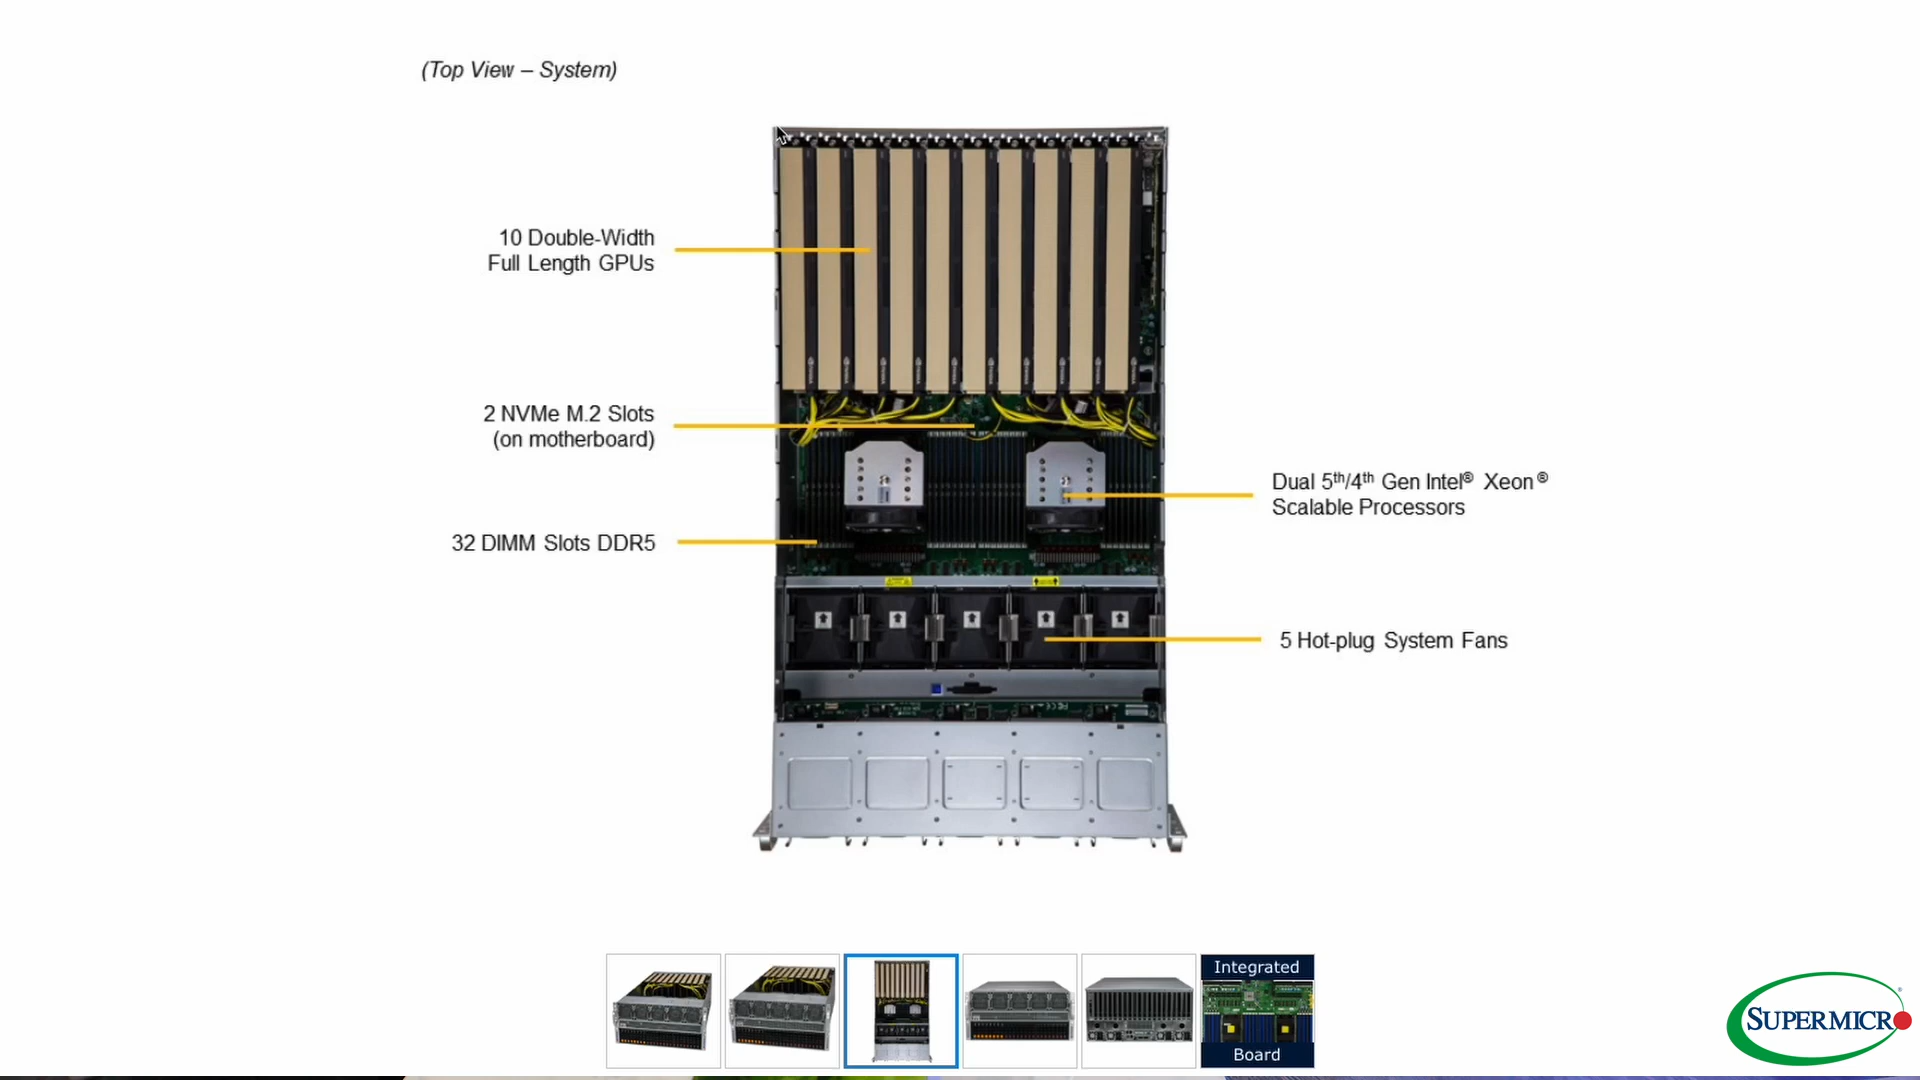 (Top View – System)
10 Double-Width
Full Length GPUs
2 NVMe M.2 Slots
(on motherboard)
Dual 5th/4th Gen Intel® Xeon®
Scalable Processors
32 DIMM Slots DDR5
5 Hot-plug System Fans
Integrated
Board
SUPERMICR